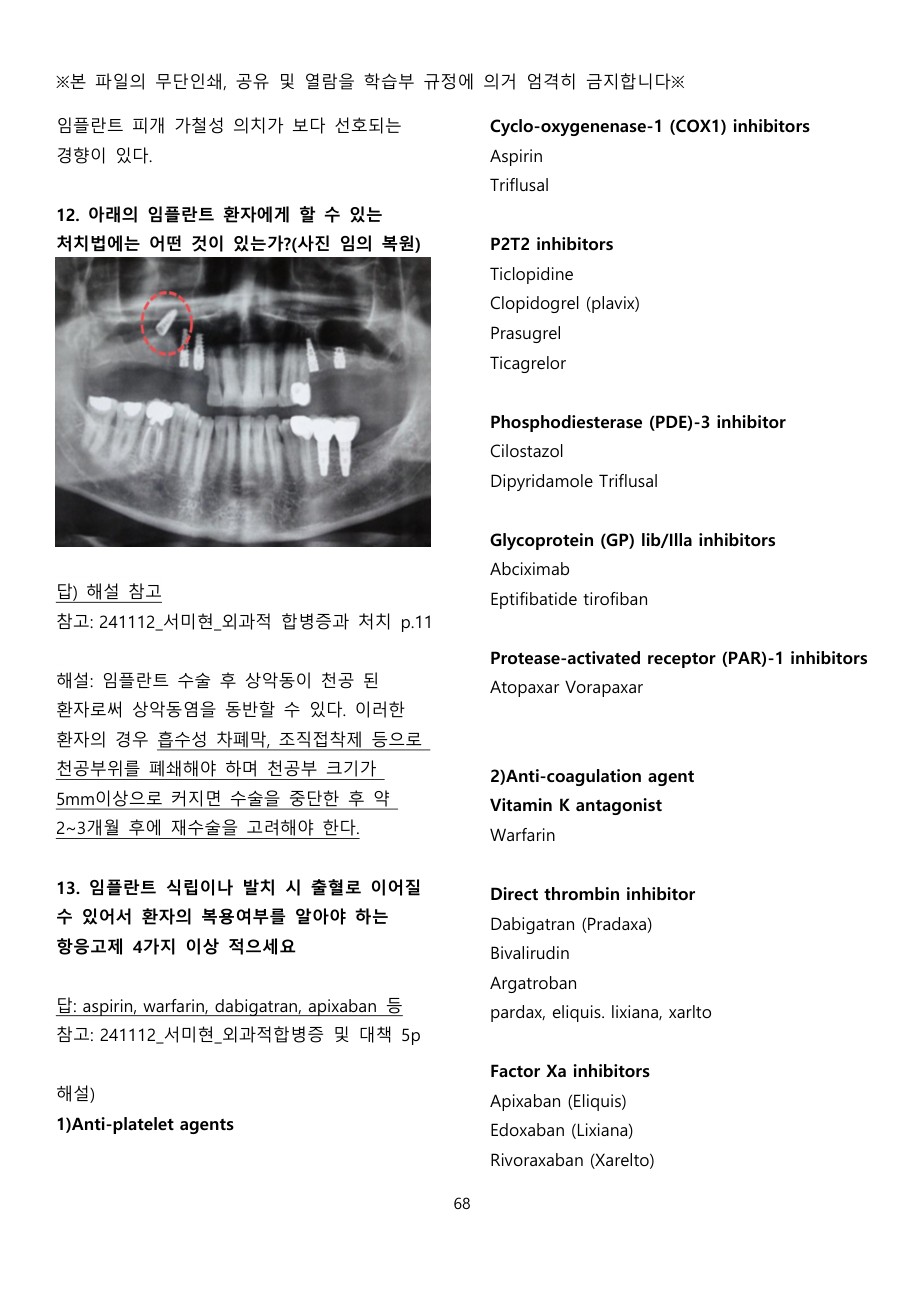 ※본 파일의 무단인쇄, 공유 및 열람을 학습부 규정에 의거 엄격히 금지합니다※
임플란트 피개 가철성 의치가 보다 선호되는
경향이 있다.
12. 아래의 임플란트 환자에게 할 수 있는
처치법에는 어떤 것이 있는가?(사진 임의 복원)
답) 해설 참고
참고: 241112_서미현_외과적 합병증과 처치 p.11
해설: 임플란트 수술 후 상악동이 천공 된
환자로써 상악동염을 동반할 수 있다. 이러한
환자의 경우 흡수성 차폐막, 조직접착제 등으로
천공부위를 폐쇄해야 하며 천공부 크기가
5mm이상으로 커지면 수술을 중단한 후 약
2~3개월 후에 재수술을 고려해야 한다.
13. 임플란트 식립이나 발치 시 출혈로 이어질
수 있어서 환자의 복용여부를 알아야 하는
항응고제 4가지 이상 적으세요
답: aspirin, warfarin, dabigatran, apixaban 등
참고: 241112_서미현_외과적합병증 및 대책 5p
해설)
1)Anti-platelet agents
Cyclo-oxygenenase-1 (COX1) inhibitors
Aspirin
Triflusal
P2T2 inhibitors
Ticlopidine
Clopidogrel (plavix)
Prasugrel
Ticagrelor
Phosphodiesterase (PDE)-3 inhibitor
Cilostazol
Dipyridamole Triflusal
Glycoprotein (GP) lib/Illa inhibitors
Abciximab
Eptifibatide tirofiban
Protease-activated receptor (PAR)-1 inhibitors
Atopaxar Vorapaxar
2)Anti-coagulation agent
Vitamin K antagonist
Warfarin
Direct thrombin inhibitor
Dabigatran (Pradaxa)
Bivalirudin
Argatroban
pardax, eliquis. lixiana, xarlto
Factor Xa inhibitors
Apixaban (Eliquis)
Edoxaban (Lixiana)
Rivoraxaban (Xarelto)
68